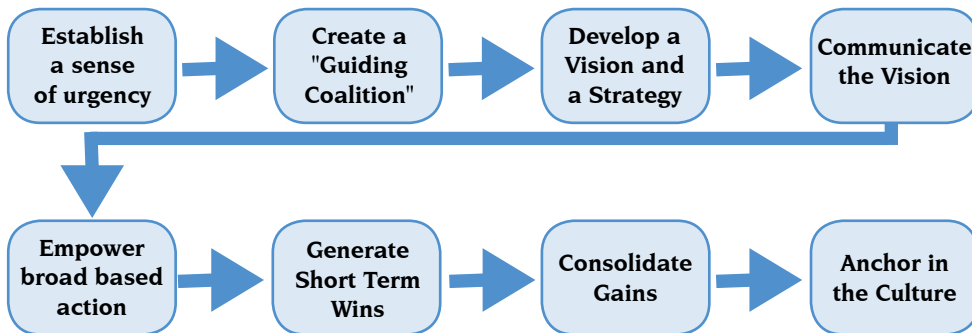 Establish
a sense
of urgency
Create a
"Guiding
Coalition"
Develop a
Vision and
a Strategy
Communicate
the Vision
Empower
broad based
action
Generate
Short Term
Wins
Consolidate
Gains
Anchor in
the Culture